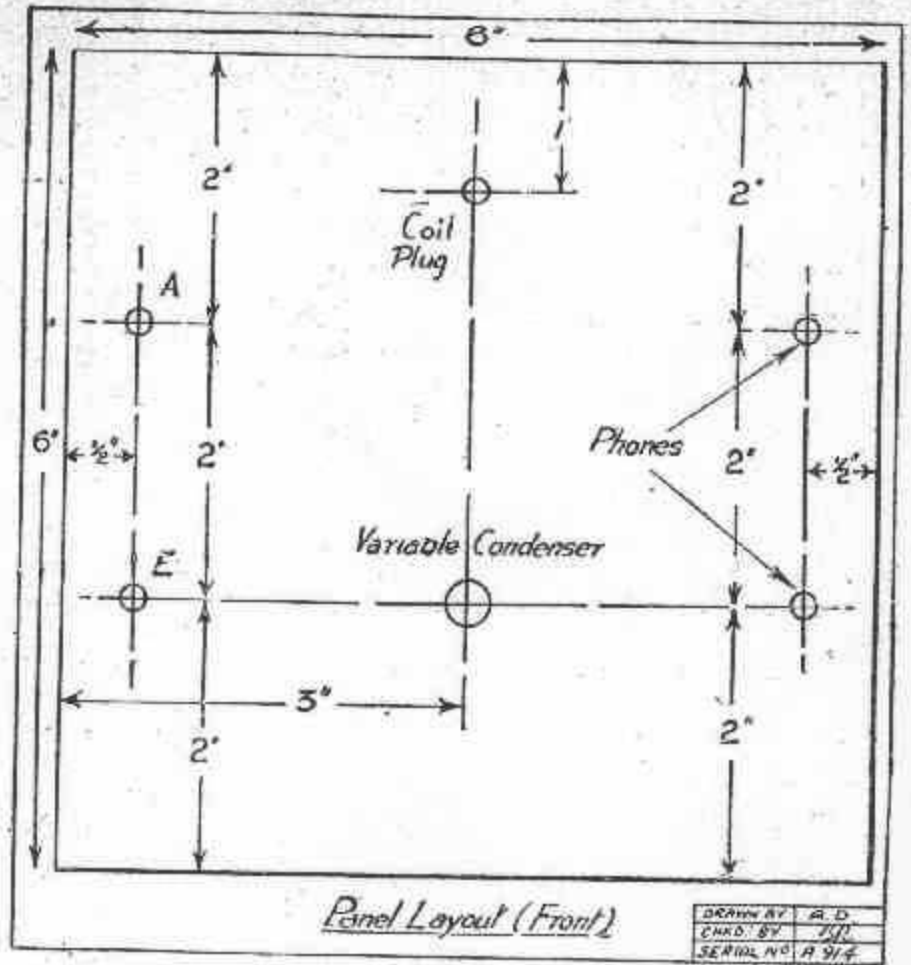 6"
2"
1"
2"
Coil
Plug
A
6"
½"
2"
Phones
2"
½"
E
Variable Condenser
3"
2"
2"
Panel Layout (Front)
DRAWN BY A.D.
CHKD. BY
SERIAL NO A 914